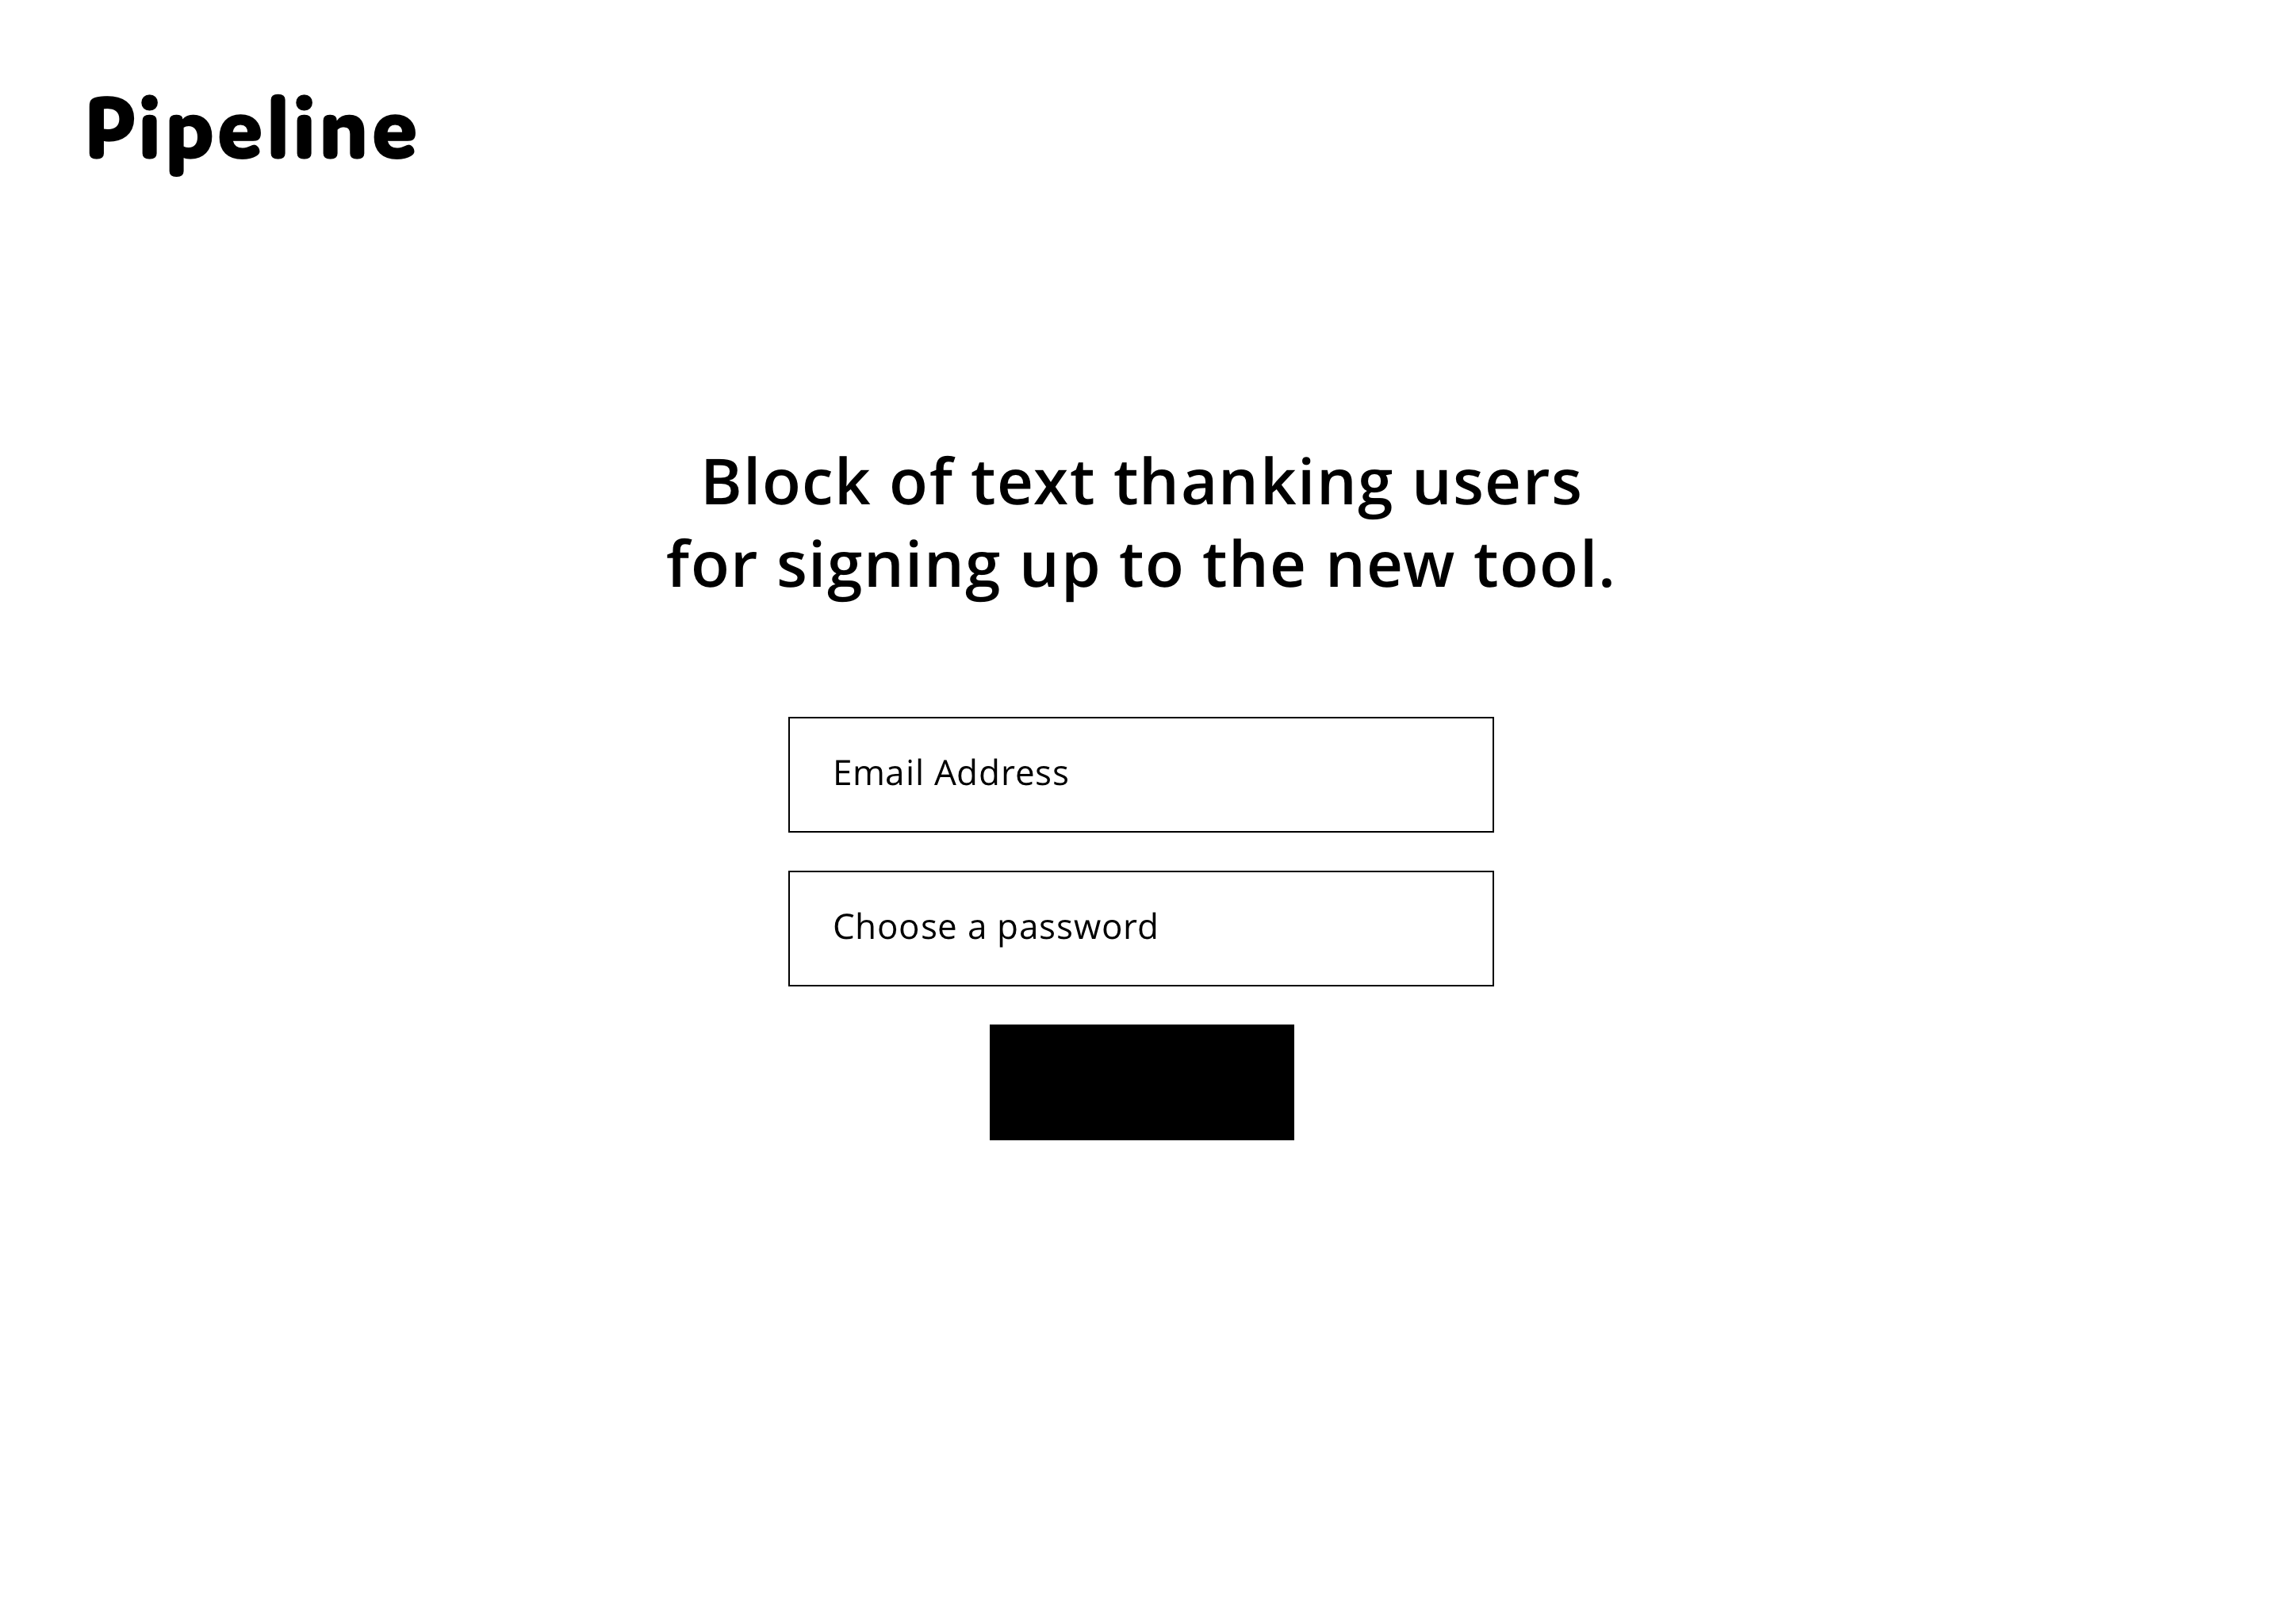 Pipeline
Block of text thanking users
for signing up to the new tool.
Email Address
Choose a password